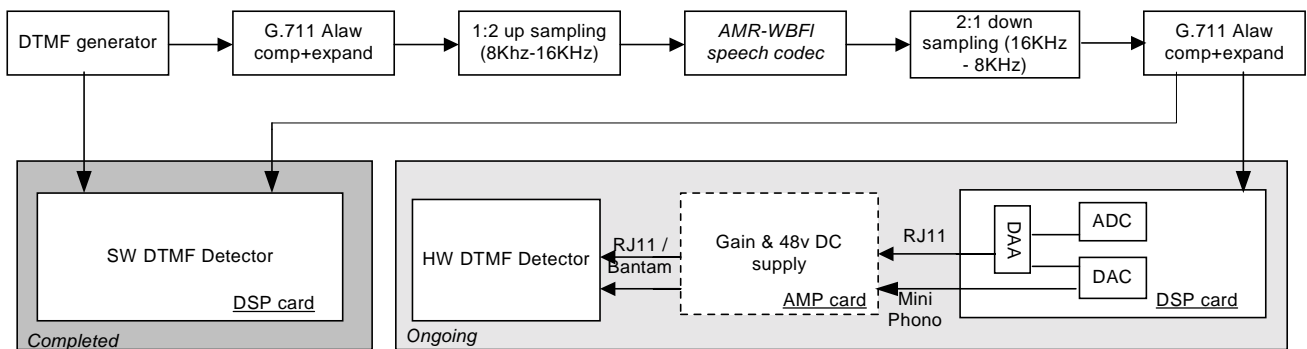 DTMF generator
G.711 Alaw
comp+expand
1:2 up sampling
(8Khz-16KHz)
AMR-WBFI
speech codec
2:1 down
sampling (16KHz
- 8KHz)
G.711 Alaw
comp+expand
SW DTMF Detector
DSP card
Completed
HW DTMF Detector
RJ11 /
Bantam
Gain & 48v DC
supply
AMP card
RJ11
Mini
Phono
DAA
ADC
DAC
DSP card
Ongoing